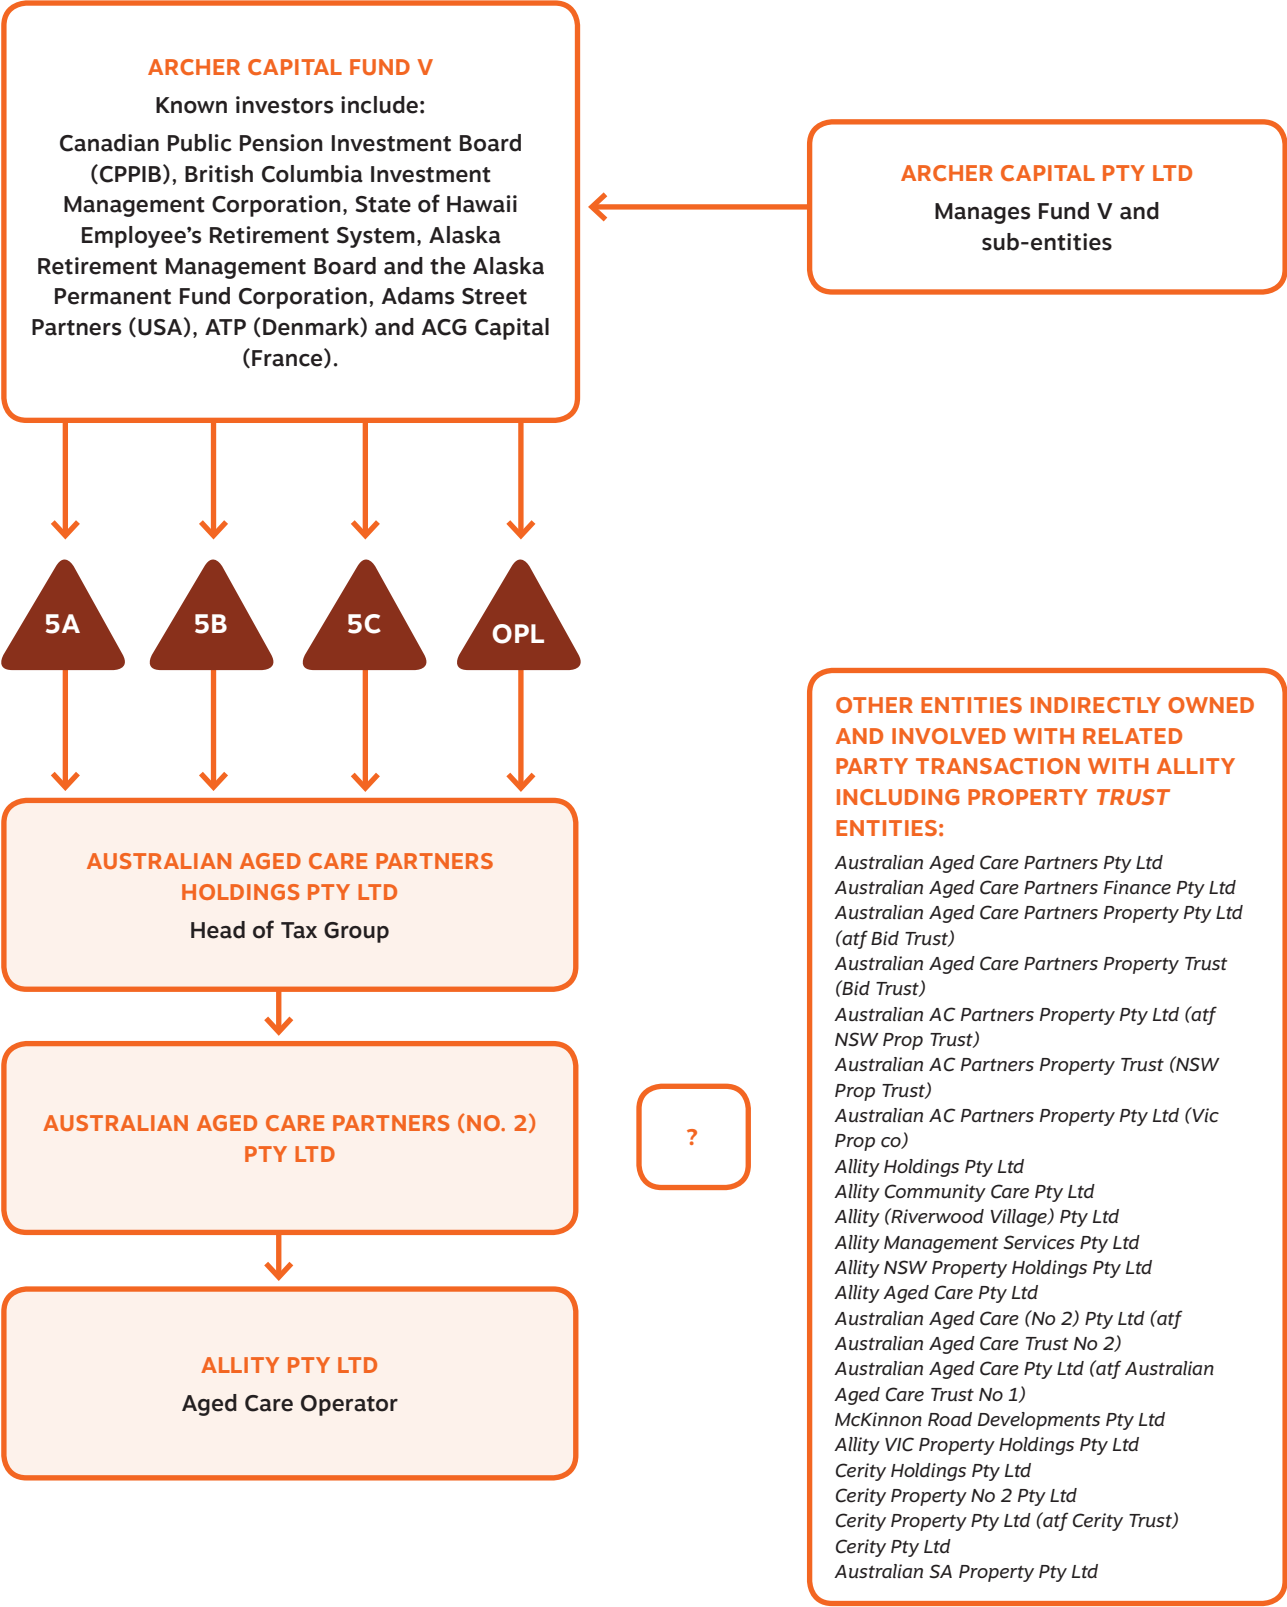 ARCHER CAPITAL FUND V
Known investors include:
Canadian Public Pension Investment Board
(CPPIB), British Columbia Investment
Management Corporation, State of Hawaii
Employee’s Retirement System, Alaska
Retirement Management Board and the Alaska
Permanent Fund Corporation, Adams Street
Partners (USA), ATP (Denmark) and ACG Capital
(France).
ARCHER CAPITAL PTY LTD
Manages Fund V and
sub-entities
5A
5B
5C
OPL
AUSTRALIAN AGED CARE PARTNERS
HOLDINGS PTY LTD
Head of Tax Group
AUSTRALIAN AGED CARE PARTNERS (NO. 2)
PTY LTD
?
ALLITY PTY LTD
Aged Care Operator
OTHER ENTITIES INDIRECTLY OWNED
AND INVOLVED WITH RELATED
PARTY TRANSACTION WITH ALLITY
INCLUDING PROPERTY TRUST
ENTITIES:
Australian Aged Care Partners Pty Ltd
Australian Aged Care Partners Finance Pty Ltd
Australian Aged Care Partners Property Pty Ltd
(atf Bid Trust)
Australian Aged Care Partners Property Trust
(Bid Trust)
Australian AC Partners Property Pty Ltd (atf
NSW Prop Trust)
Australian AC Partners Property Trust (NSW
Prop Trust)
Australian AC Partners Property Pty Ltd (Vic
Prop co)
Allity Holdings Pty Ltd
Allity Community Care Pty Ltd
Allity (Riverwood Village) Pty Ltd
Allity Management Services Pty Ltd
Allity NSW Property Holdings Pty Ltd
Allity Aged Care Pty Ltd
Australian Aged Care (No 2) Pty Ltd (atf
Australian Aged Care Trust No 2)
Australian Aged Care Pty Ltd (atf Australian
Aged Care Trust No 1)
McKinnon Road Developments Pty Ltd
Allity VIC Property Holdings Pty Ltd
Cerity Holdings Pty Ltd
Cerity Property No 2 Pty Ltd
Cerity Property Pty Ltd (atf Cerity Trust)
Cerity Pty Ltd
Australian SA Property Pty Ltd